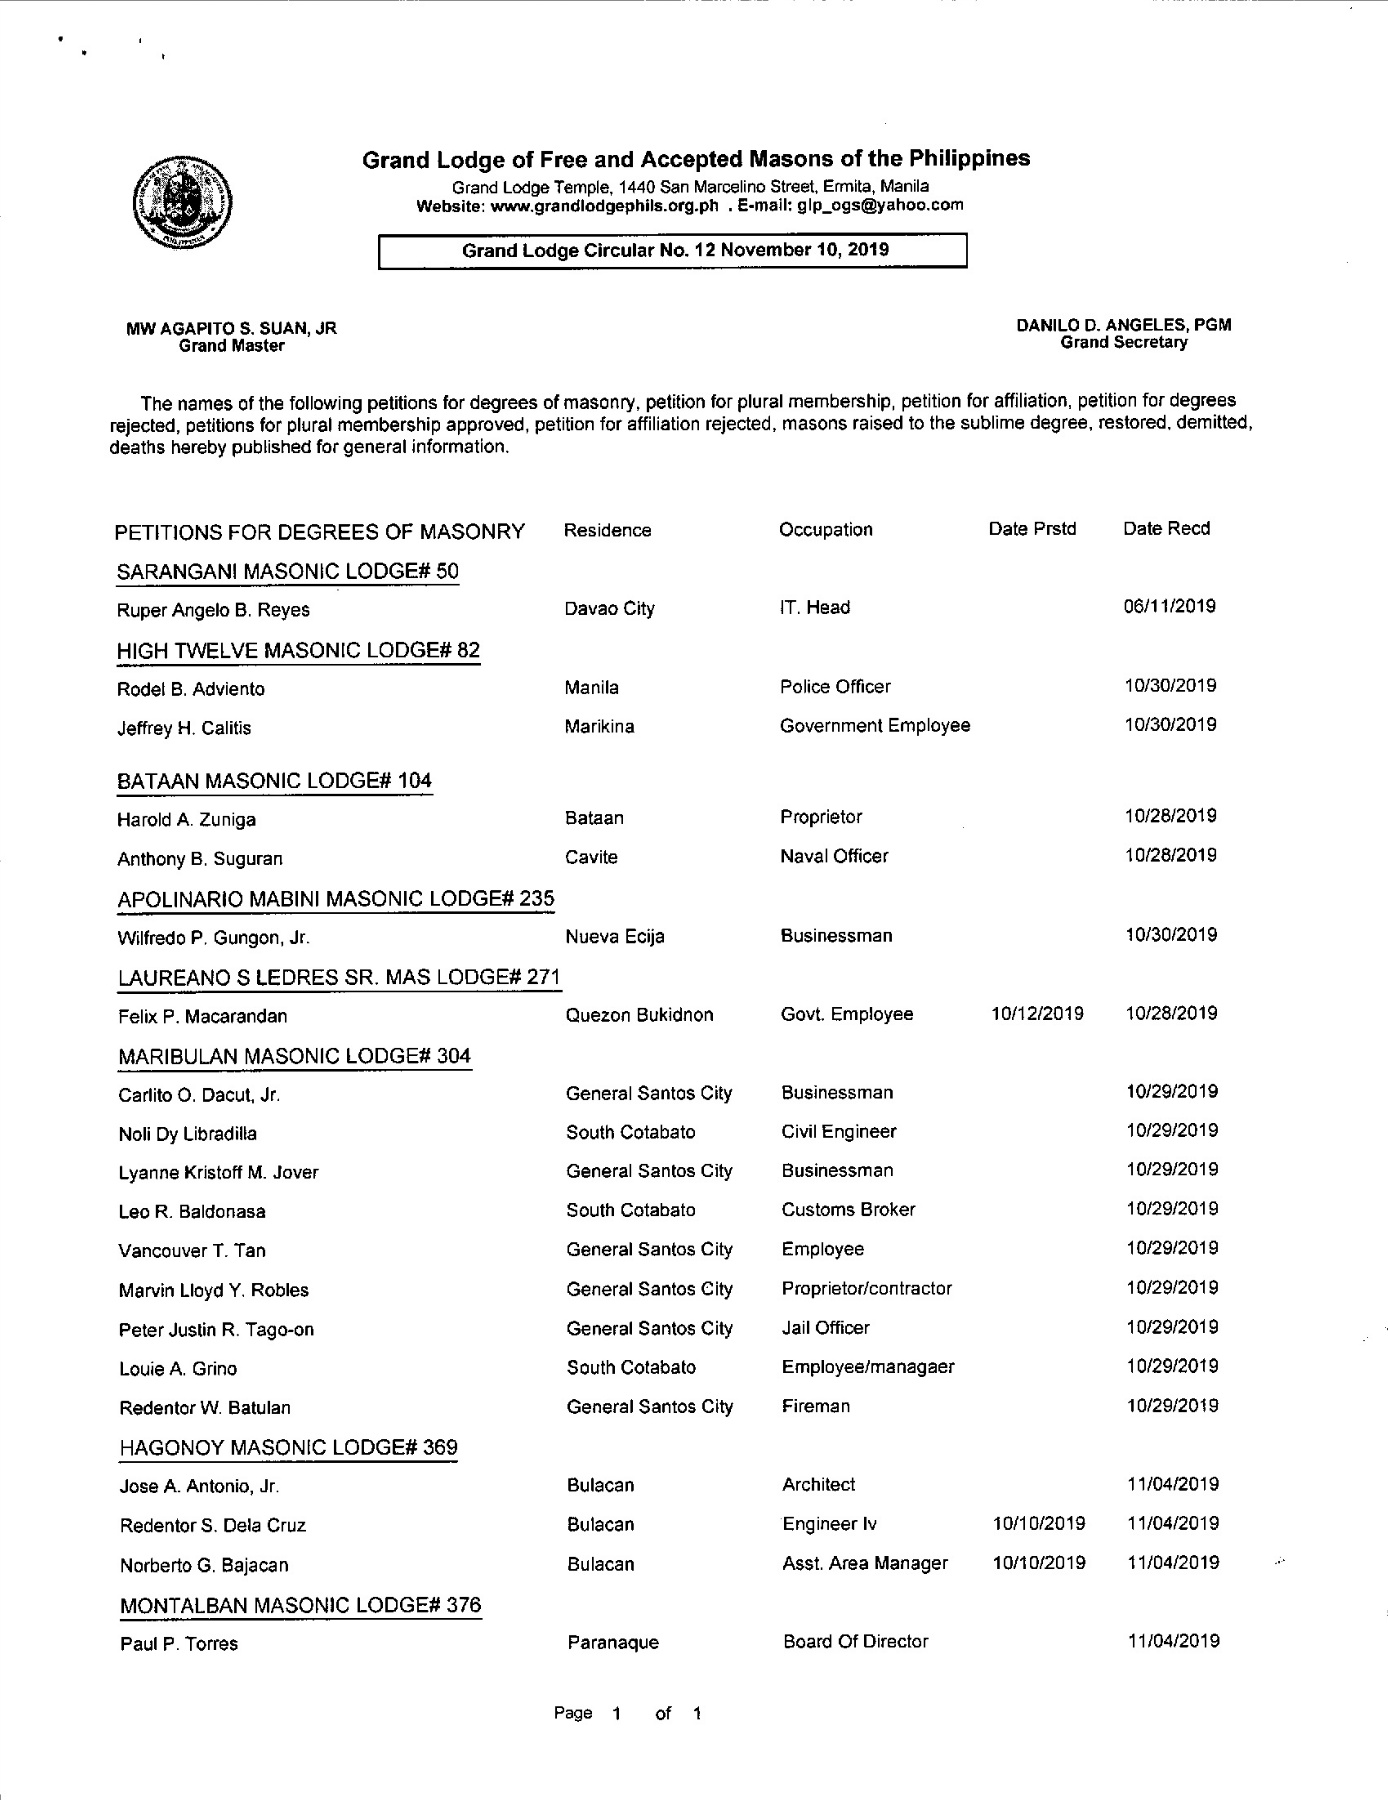 Grand Lodge of Free and Accepted Masons of the Philippines
Grand Lodge Temple, 1440 San Marcelino Street, Ermita, Manila
Website: www.grandlodgephils.org.ph . E-mail: glp_ogs@yahoo.com
Grand Lodge Circular No. 12 November 10, 2019
MW AGAPITO S. SUAN, JR DANILO D. ANGELES, PGM
Grand Master Grand Secretary
The names of the following petitions for degrees of masonry, petition for plural membership, petition for affiliation, petition for degrees
rejected, petitions for plural membership approved, petition for affiliation rejected, masons raised to the sublime degree, restored, demitted,
deaths hereby published for general information.
PETITIONS FOR DEGREES OF MASONRY Residence Occupation Date Prstd Date Recd
SARANGANI MASONIC LODGE# 50
Ruper Angelo B. Reyes Davao City IT. Head 06/11/2019
HIGH TWELVE MASONIC LODGE# 82
Rodel B. Adviento Manila Police Officer 10/30/2019
Jeffrey H. Calitis Marikina Government Employee 10/30/2019
BATAAN MASONIC LODGE# 104
Harold A. Zuniga Bataan Proprietor 10/28/2019
Anthony B. Suguran Cavite Naval Officer 10/28/2019
APOLINARIO MABINI MASONIC LODGE# 235
Wilfredo P. Gungon, Jr. Nueva Ecija Businessman 10/30/2019
LAUREANO S LEDRES SR. MAS LODGE# 271
Felix P. Macarandan Quezon Bukidnon Govt. Employee 10/12/2019 10/28/2019
MARIBULAN MASONIC LODGE# 304
Carlito O. Dacut, Jr. General Santos City Businessman 10/29/2019
Noli Dy Libradilla South Cotabato Civil Engineer 10/29/2019
Lyanne Kristoff M. Jover General Santos City Businessman 10/29/2019
Leo R. Baldonasa South Cotabato Customs Broker 10/29/2019
Vancouver T. Tan General Santos City Employee 10/29/2019
Marvin Lloyd Y. Robles General Santos City Proprietor/contractor 10/29/2019
Peter Justin R. Tago-on General Santos City Jail Officer 10/29/2019
Louie A. Grino South Cotabato Employee/managaer 10/29/2019
Redentor W. Batulan General Santos City Fireman 10/29/2019
HAGONOY MASONIC LODGE# 369
Jose A. Antonio, Jr. Bulacan Architect 11/04/2019
Redentor S. Dela Cruz Bulacan Engineer Iv 10/10/2019 11/04/2019
Norberto G. Bajacan Bulacan Asst. Area Manager 10/10/2019 11/04/2019
MONTALBAN MASONIC LODGE# 376
Paul P. Torres Paranaque Board Of Director 11/04/2019
Page 1 of 1